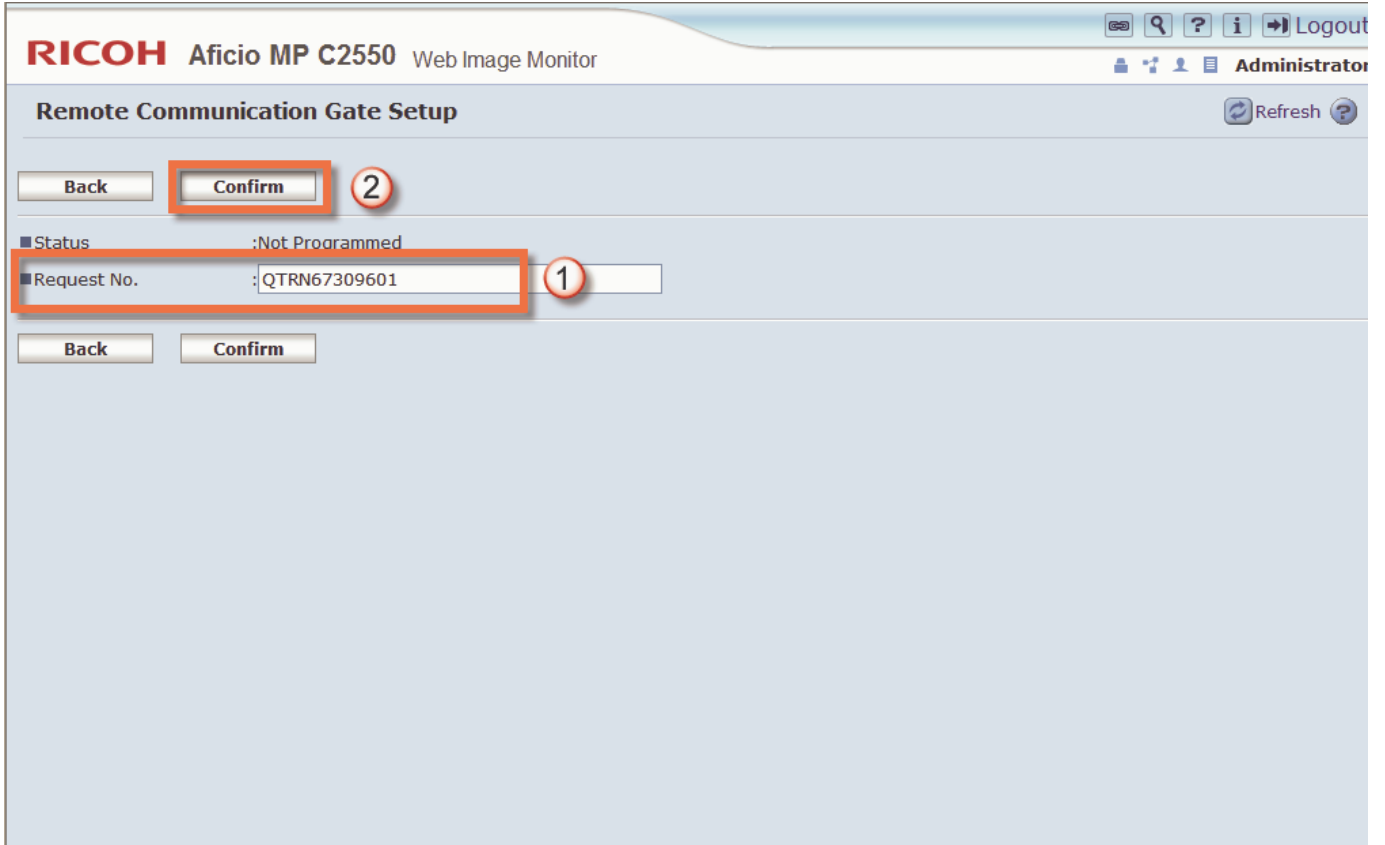 Logout
RICOH Aficio MP C2550 Web Image Monitor
Administrator
Remote Communication Gate Setup
Refresh
Back Confirm 2
Status :Not Programmed
Request No. :QTRN67309601 1
Back Confirm